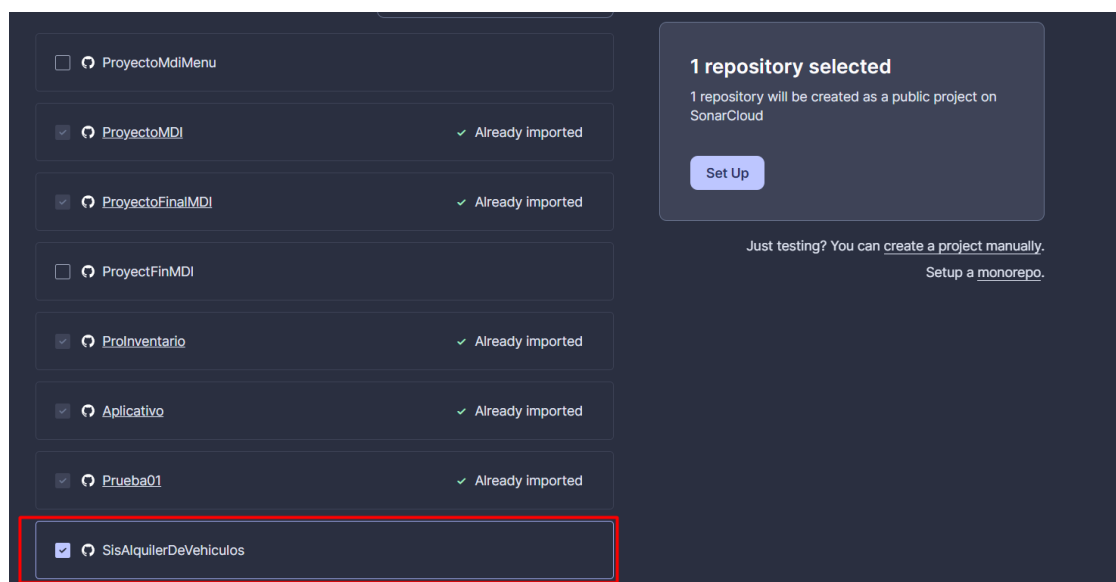 ProyectoMdiMenu
ProyectoMDI
Already imported
ProyectoFinalMDI
Already imported
ProyectFinMDI
ProInventario
Already imported
Aplicativo
Already imported
Prueba01
Already imported
SisAlquilerDeVehiculos
1 repository selected
1 repository will be created as a public project on
SonarCloud
Set Up
Just testing? You can create a project manually.
Setup a monorepo.